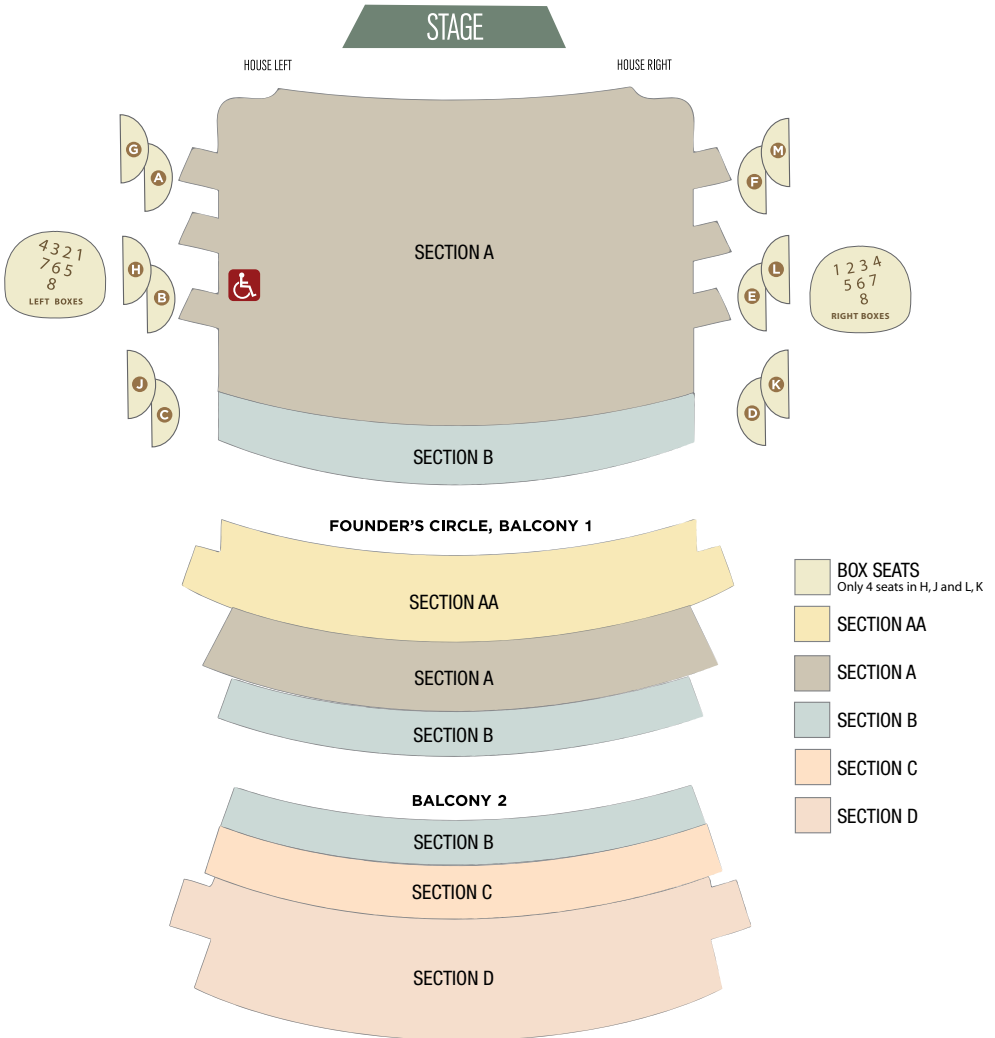 STAGE
HOUSE LEFT
HOUSE RIGHT
G
A
M
F
SECTION A
4321
765
8
LEFT BOXES
H
B
L
E
1234
567
8
RIGHT BOXES
J
C
K
D
SECTION B
FOUNDER'S CIRCLE, BALCONY 1
SECTION AA
SECTION A
SECTION B
BALCONY 2
SECTION B
SECTION C
SECTION D
BOX SEATS
Only 4 seats in H, J and L, K
SECTION AA
SECTION A
SECTION B
SECTION C
SECTION D